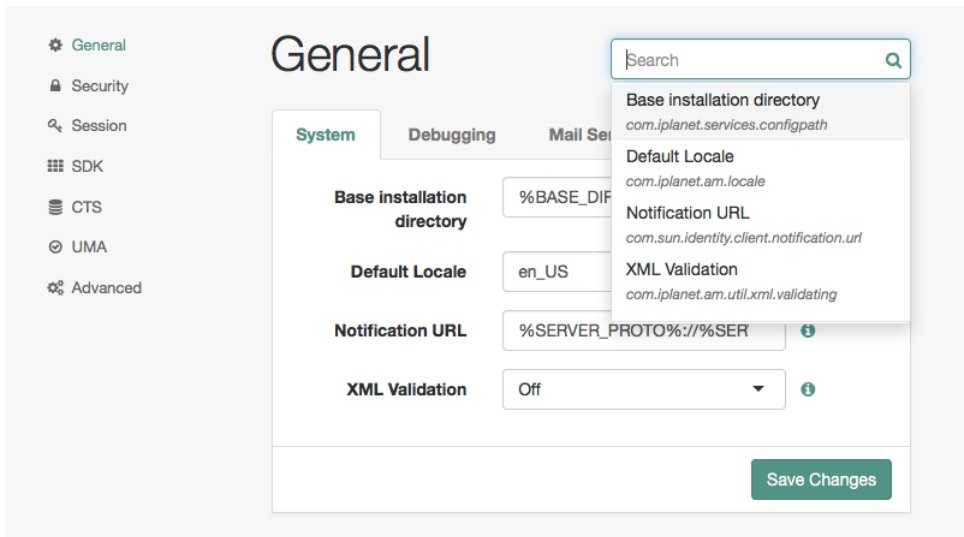 General
Security
Session
SDK
CTS
UMA
Advanced
General
Search
Base installation directory
com.iplanet.services.configpath
Default Locale
com.iplanet.am.locale
Notification URL
com.sun.identity.client.notification.url
XML Validation
com.iplanet.am.util.xml.validating
System Debugging Mail Se
Base installation
directory
%BASE_DIF
Default Locale en_US
Notification URL %SERVER_PROTO%://%SER
XML Validation Off
Save Changes